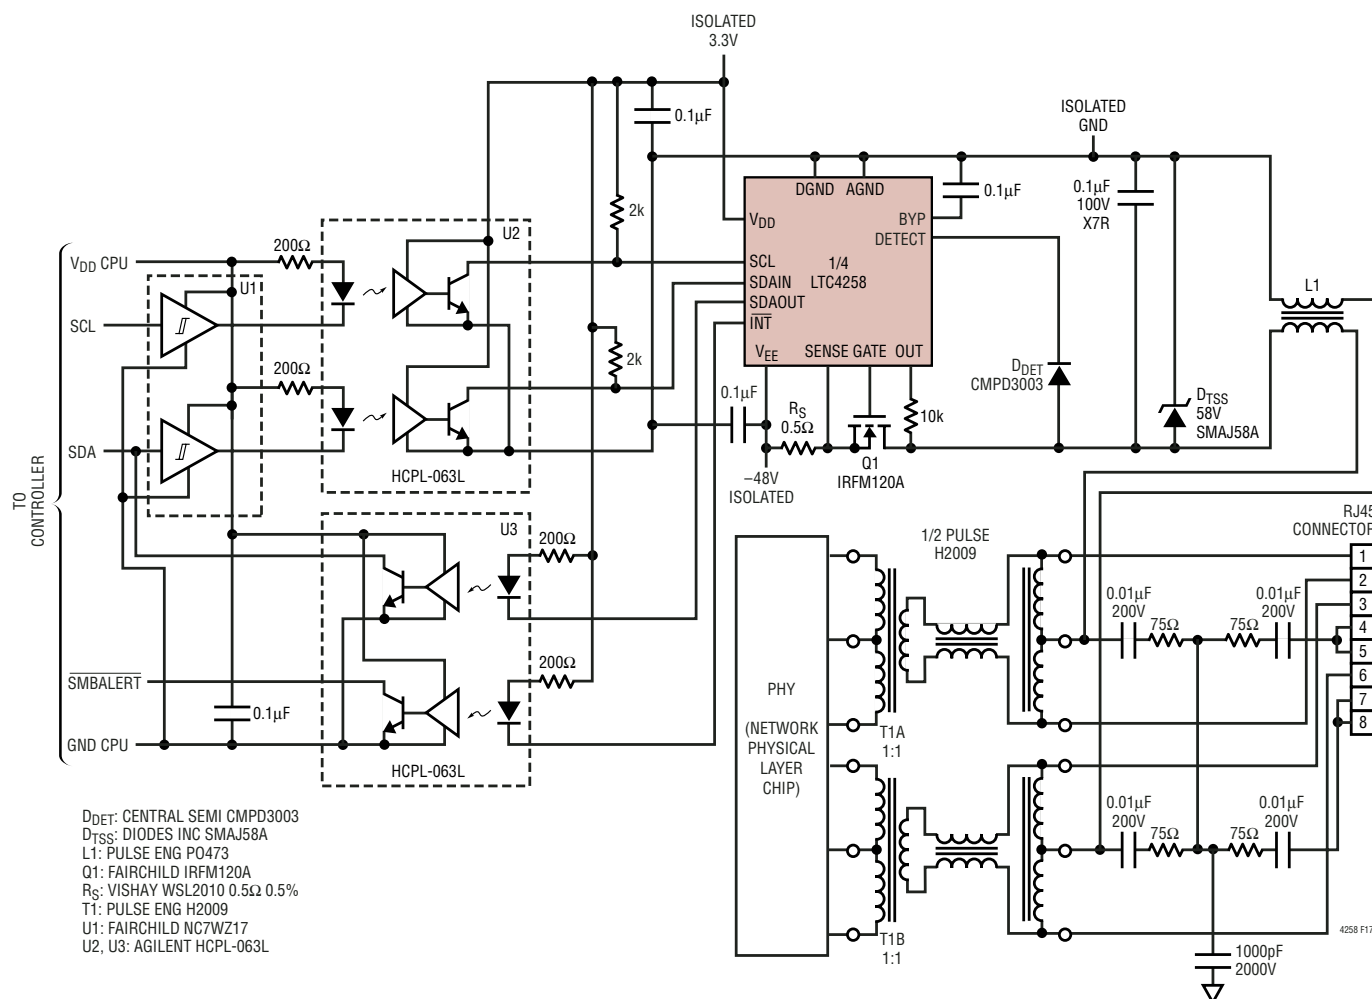 ISOLATED
3.3V
0.1µF
ISOLATED
GND
2k
DGND AGND
VDD
BYP
DETECT
0.1µF
0.1µF
100V
X7R
SCL
SDAIN
SDAOUT
INT
1/4
LTC4258
VEE
SENSE GATE OUT
L1
VDD CPU
200Ω
U2
U1
SCL
200Ω
2k
DDET
CMPD3003
DTSS
58V
SMAJ58A
0.1µF
RS
0.5Ω
10k
SDA
HCPL-063L
–48V
ISOLATED
Q1
IRFM120A
TO
CONTROLLER
U3
200Ω
1/2 PULSE
H2009
RJ45
CONNECTOR
1
2
3
4
5
6
7
8
0.01µF
200V
75Ω
75Ω
0.01µF
200V
200Ω
SMBALERT
0.1µF
GND CPU
HCPL-063L
PHY
(NETWORK
PHYSICAL
LAYER
CHIP)
T1A
1:1
0.01µF
200V
75Ω
75Ω
0.01µF
200V
T1B
1:1
1000pF
2000V
4258 F17
DDET: CENTRAL SEMI CMPD3003
DTSS: DIODES INC SMAJ58A
L1: PULSE ENG PO473
Q1: FAIRCHILD IRFM120A
RS: VISHAY WSL2010 0.5Ω 0.5%
T1: PULSE ENG H2009
U1: FAIRCHILD NC7WZ17
U2, U3: AGILENT HCPL-063L